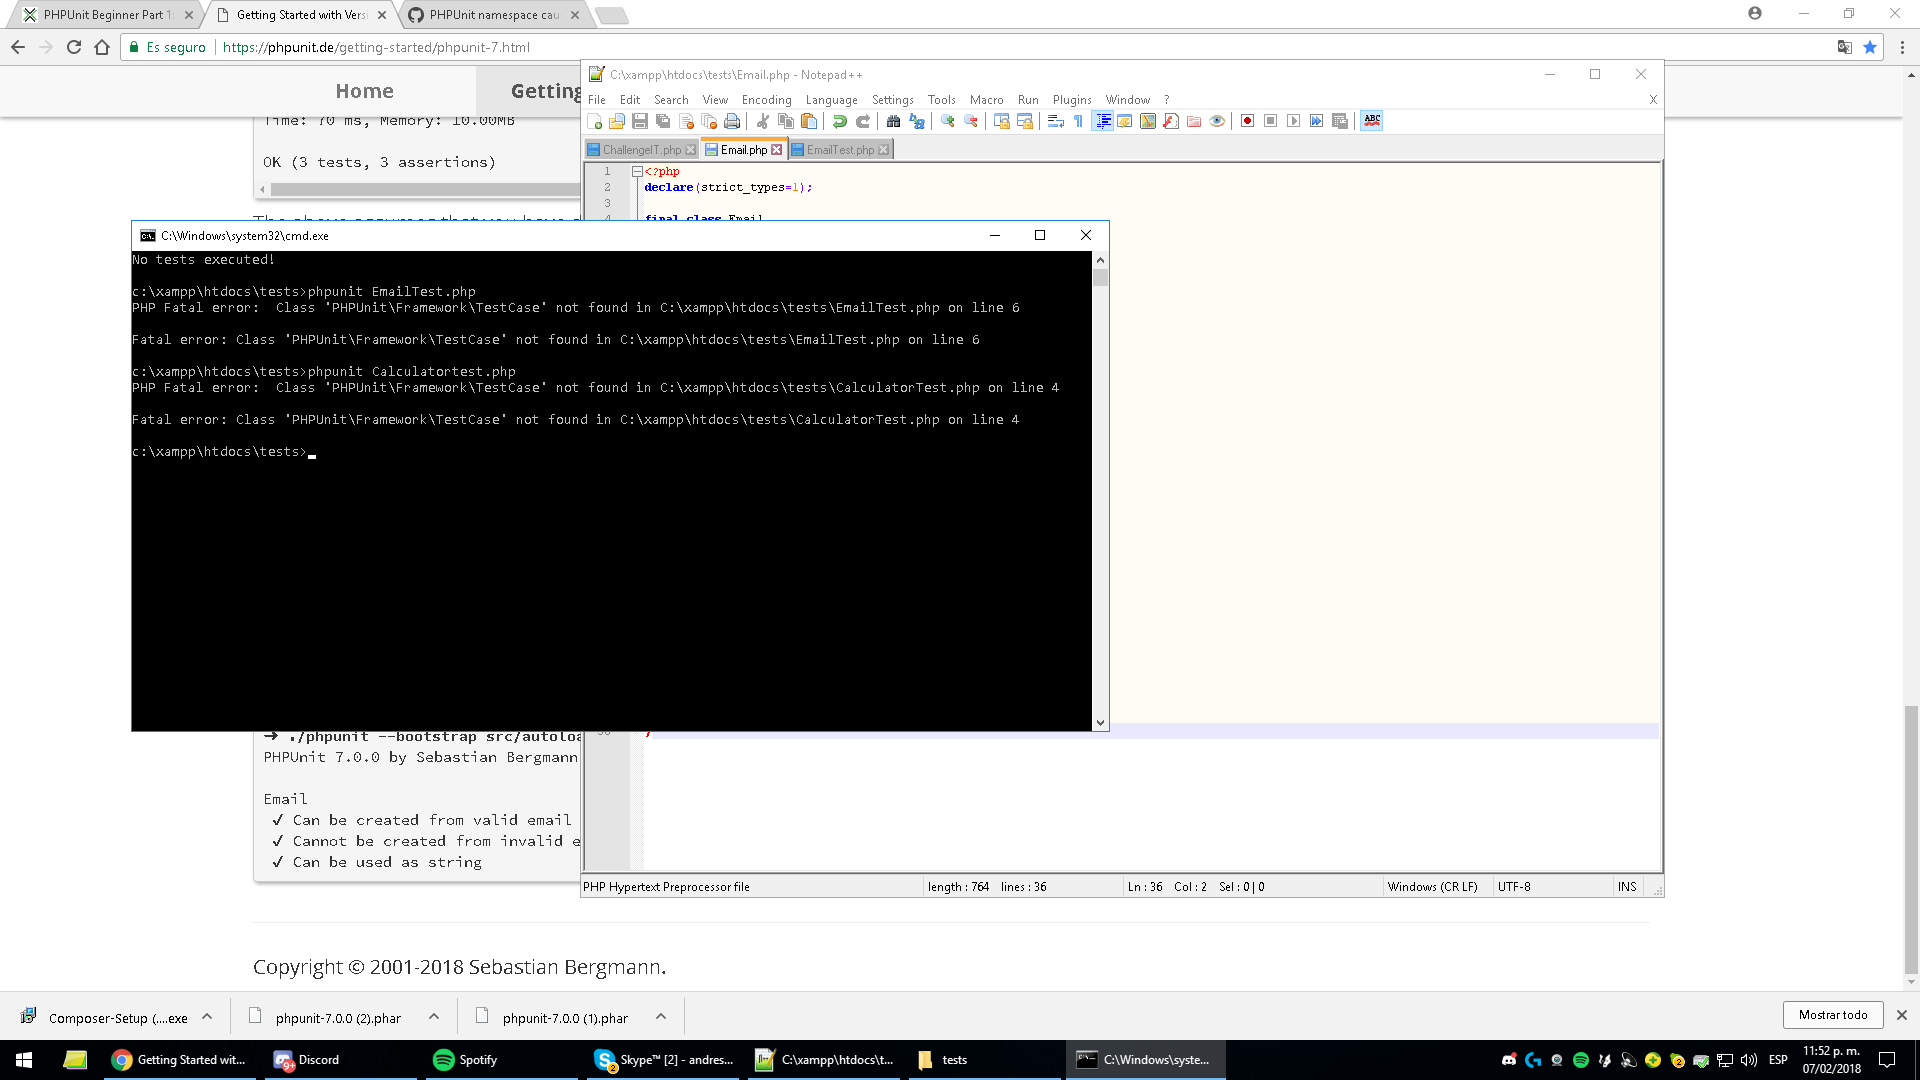 PHPUnit Beginner Part 1:
Getting Started with Versi
PHPUnit namespace cau
Es seguro
https://phpunit.de/getting-started/phpunit-7.html
Home
Getting
Time: 70 ms, Memory: 10.00MB
OK (3 tests, 3 assertions)
C:\xampp\htdocs\tests\Email.php - Notepad++
File Edit Search View Encoding Language Settings Tools Macro Run Plugins Window ?
X
ABC
ChallengeIT.php
Email.php
EmailTest.php
1 <?php
2 declare(strict_types=1);
3
4 final class Email
C:\Windows\system32\cmd.exe
No tests executed!
c:\xampp\htdocs\tests>phpunit EmailTest.php
PHP Fatal error:  Class 'PHPUnit\Framework\TestCase' not found in C:\xampp\htdocs\tests\EmailTest.php on line 6
Fatal error: Class 'PHPUnit\Framework\TestCase' not found in C:\xampp\htdocs\tests\EmailTest.php on line 6
c:\xampp\htdocs\tests>phpunit Calculatortest.php
PHP Fatal error:  Class 'PHPUnit\Framework\TestCase' not found in C:\xampp\htdocs\tests\CalculatorTest.php on line 4
Fatal error: Class 'PHPUnit\Framework\TestCase' not found in C:\xampp\htdocs\tests\CalculatorTest.php on line 4
c:\xampp\htdocs\tests>
➜ ./phpunit --bootstrap src/autoloa
PHPUnit 7.0.0 by Sebastian Bergmann
Email
✓ Can be created from valid email
✓ Cannot be created from invalid e
✓ Can be used as string
PHP Hypertext Preprocessor file
length : 764 lines : 36
Ln : 36 Col : 2 Sel : 0 | 0
Windows (CR LF)
UTF-8
INS
Copyright © 2001-2018 Sebastian Bergmann.
Composer-Setup (....exe
phpunit-7.0.0 (2).phar
phpunit-7.0.0 (1).phar
Mostrar todo
Getting Started wit...
Discord
Spotify
Skype™ [2] - andres...
C:\xampp\htdocs\t...
tests
C:\Windows\syste...
ESP
11:52 p. m.
07/02/2018